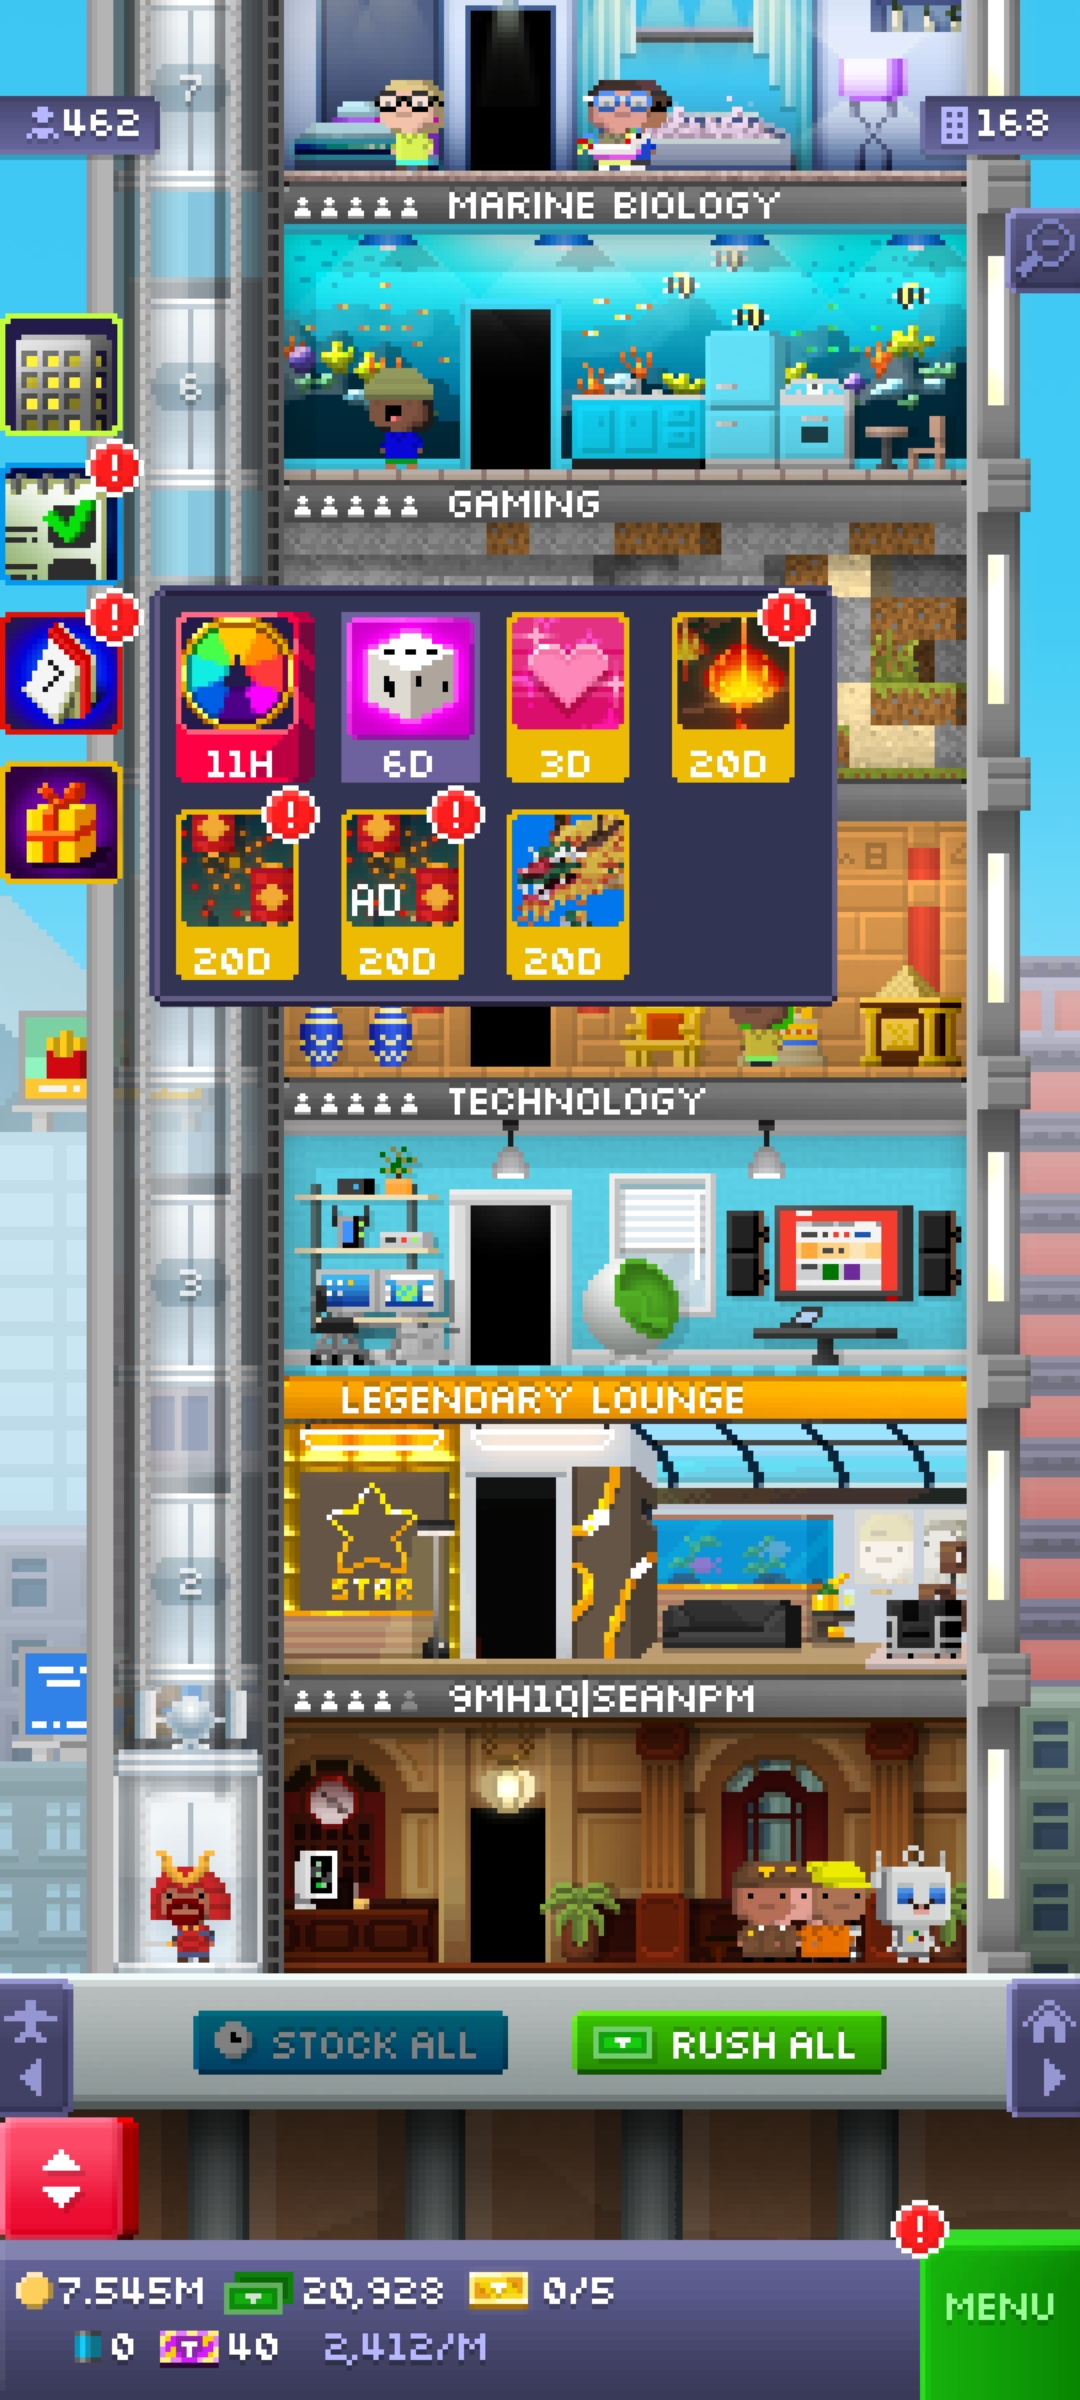 7
462
168
MARINE BIOLOGY
6
GAMING
7
11H
6D
3D
20D
AD
20D
20D
20D
TECHNOLOGY
3
LEGENDARY LOUNGE
STAR
2
9MH1Q|SEANPM
STOCK ALL
RUSH ALL
7.545M
20,928
0/5
MENU
0
40
2,412/M